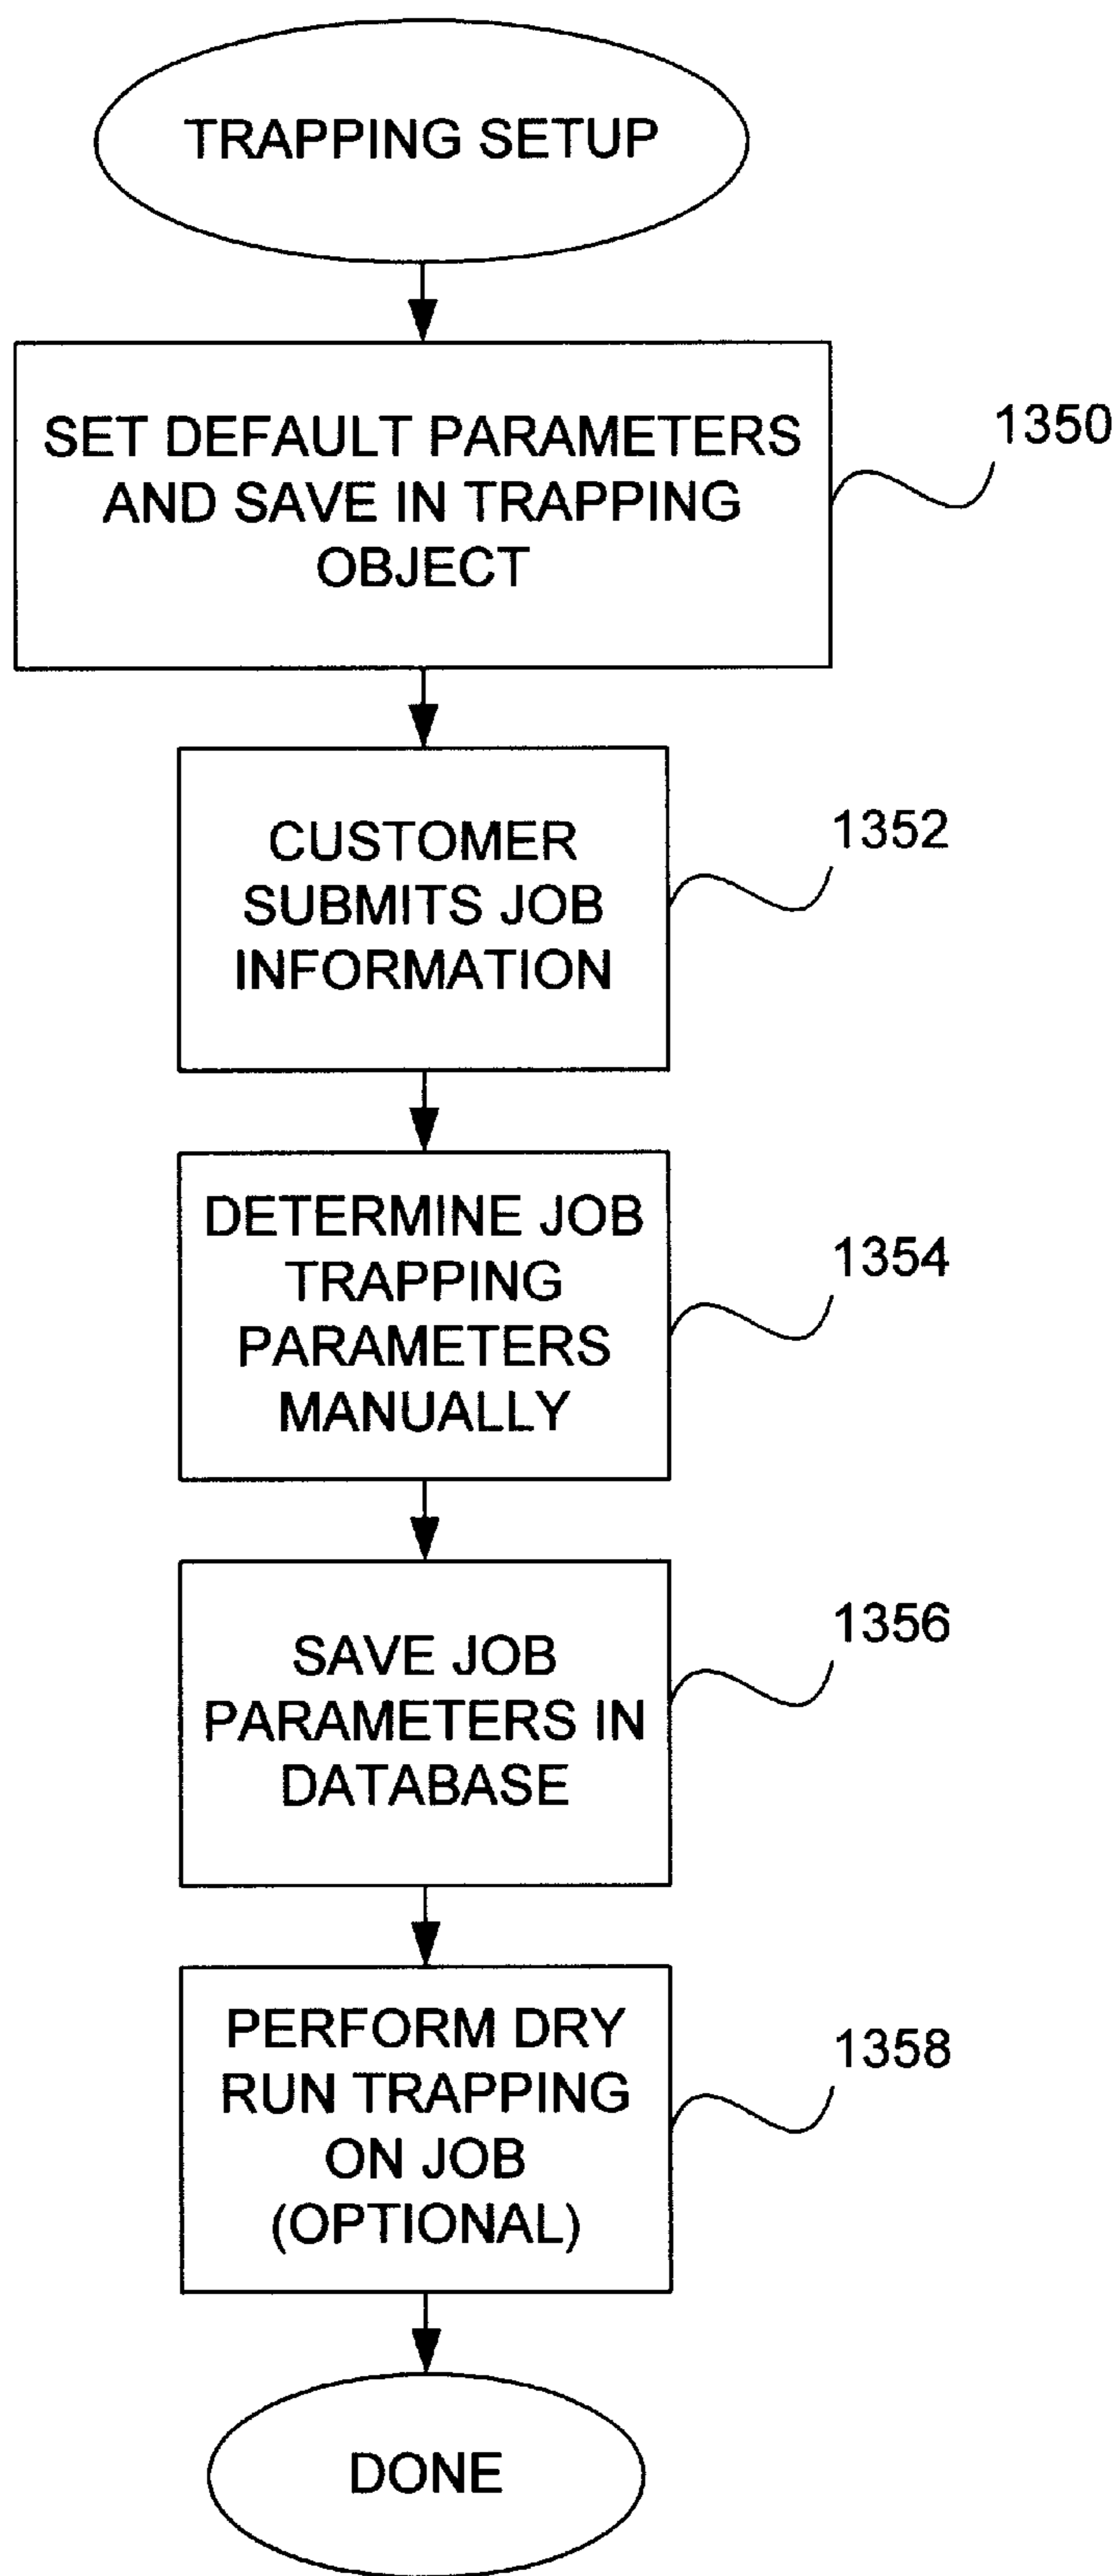 TRAPPING SETUP
SET DEFAULT PARAMETERS
AND SAVE IN TRAPPING
OBJECT
1350
CUSTOMER
SUBMITS JOB
INFORMATION
1352
DETERMINE JOB
TRAPPING
PARAMETERS
MANUALLY
1354
SAVE JOB
PARAMETERS IN
DATABASE
1356
PERFORM DRY
RUN TRAPPING
ON JOB
(OPTIONAL)
1358
DONE